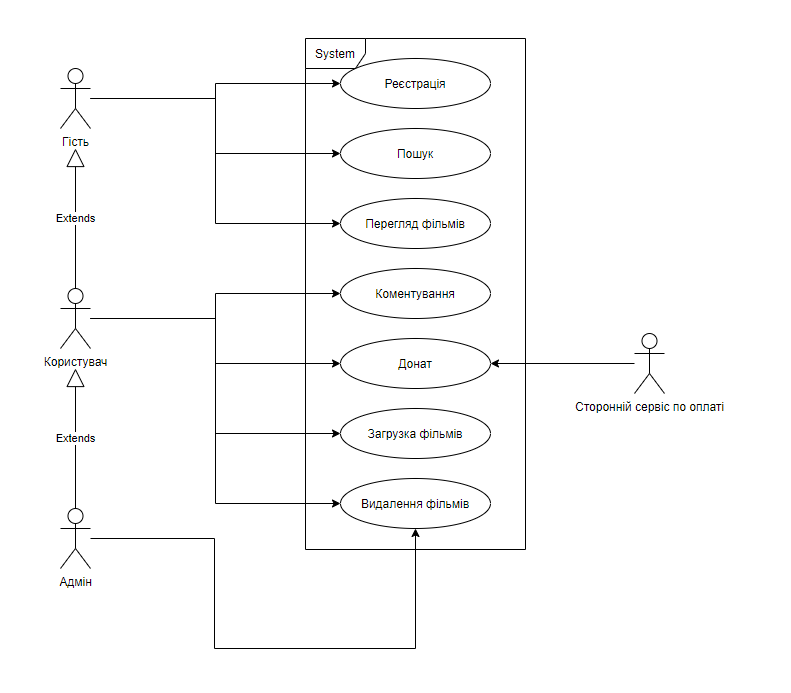 System
Реєстрація
Гість
Пошук
Extends
Перегляд фільмів
Коментування
Користувач
Донат
Сторонній сервіс по оплаті
Extends
Загрузка фільмів
Видалення фільмів
Адмін